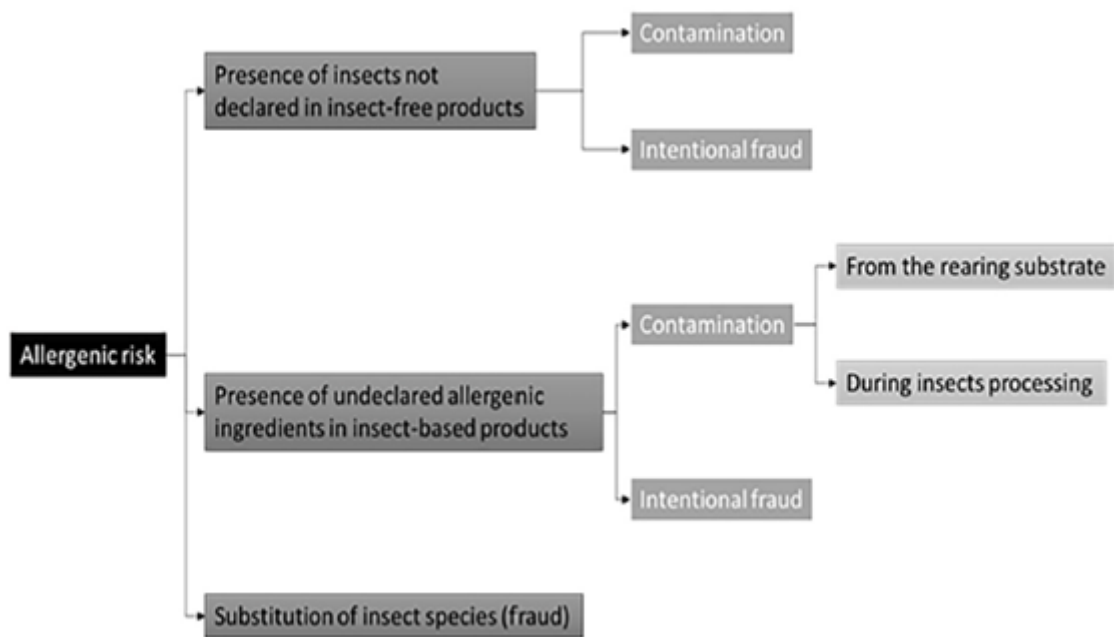 Contamination
Presence of insects not
declared in insect-free products
Intentional fraud
From the rearing substrate
Contamination
Allergenic risk
During insects processing
Presence of undeclared allergenic
ingredients in insect-based products
Intentional fraud
Substitution of insect species (fraud)